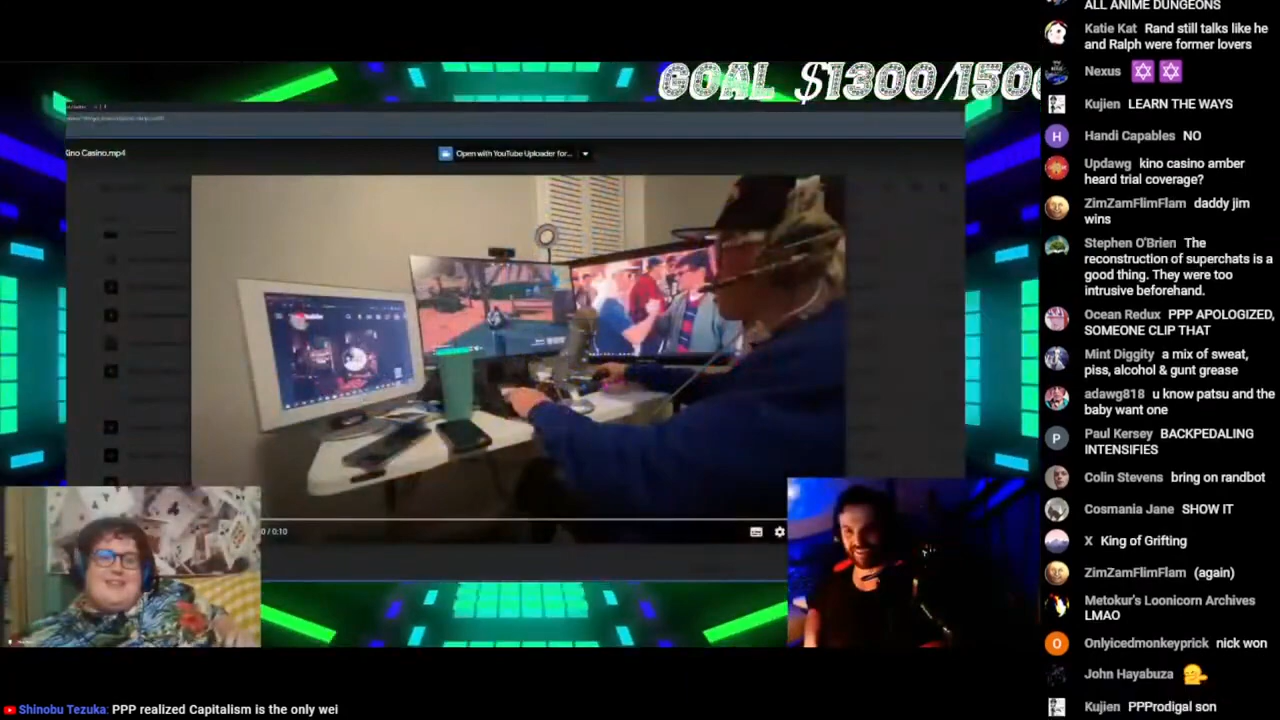 GOAL $1300/1500
Kino Casino.mp4
Open with YouTube Uploader for...
0:10
ALL ANIME DUNGEONS
Katie Kat Rand still talks like he
and Ralph were former lovers
Nexus
Kujien LEARN THE WAYS
Handi Capables NO
Updawg kino casino amber
heard trial coverage?
ZimZamFlimFlam daddy jim
wins
Stephen O'Brien The
reconstruction of superchats is a
good thing. They were too
intrusive beforehand.
Ocean Redux PPP APOLOGIZED,
SOMEONE CLIP THAT
Mint Diggity a mix of sweat,
piss, alcohol & gunt grease
adawg818 u know patsu and the
baby want one
P
Paul Kersey BACKPEDALING
INTENSIFIES
Colin Stevens bring on randbot
Cosmania Jane SHOW IT
X King of Grifting
ZimZamFlimFlam (again)
Metokur's Loonicorn Archives
LMAO
Onlyicedmonkeyprick nick won
John Hayabuza
Kujien PPProdigal son
Shinobu Tezuka: PPP realized Capitalism is the only wei